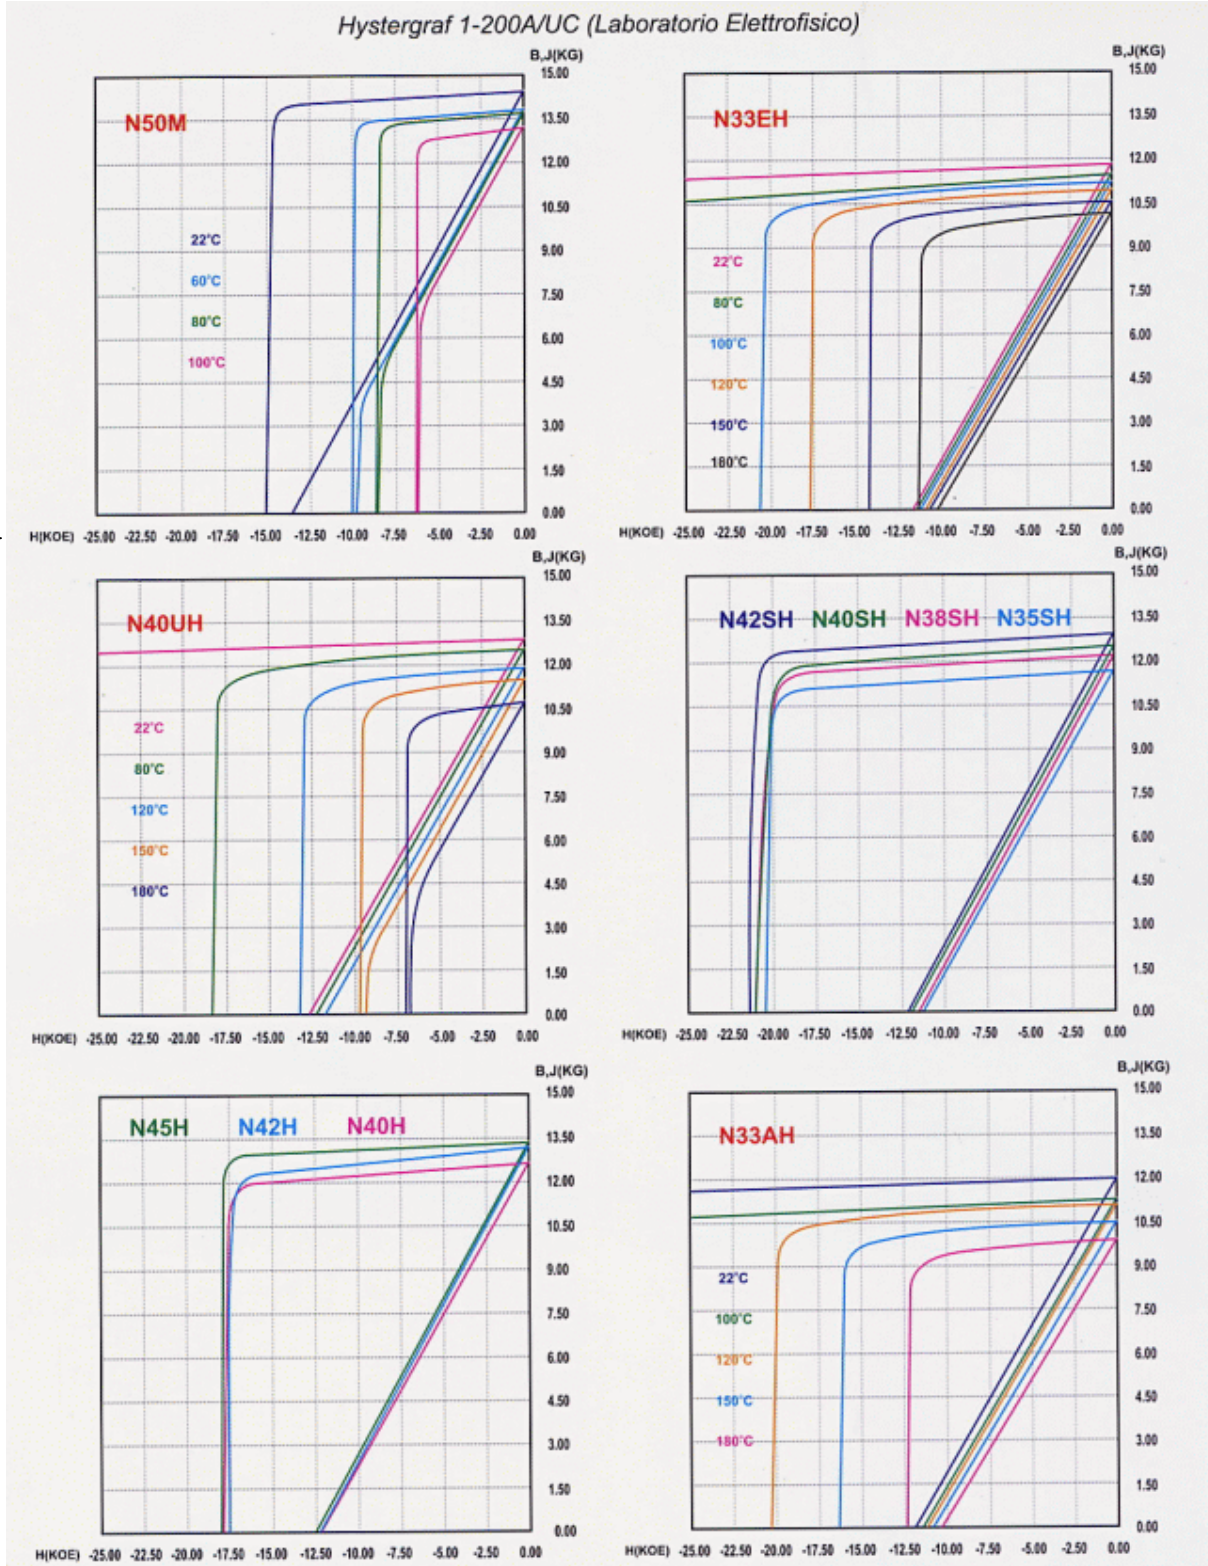 Hystergraf 1-200A/UC (Laboratorio Elettrofisico)
B,J(KG)
15.00
N50M
13.50
12.00
10.50
22°C
9.00
60°C
7.50
80°C
6.00
100°C
4.50
3.00
1.50
0.00
H(KOE) -25.00 -22.50 -20.00 -17.50 -15.00 -12.50 -10.00 -7.50 -5.00 -2.50 0.00
B,J(KG)
15.00
N33EH
13.50
12.00
10.50
22°C
9.00
80°C
7.50
100°C
6.00
120°C
4.50
150°C
3.00
180°C
1.50
0.00
H(KOE) -25.00 -22.50 -20.00 -17.50 -15.00 -12.50 -10.00 -7.50 -5.00 -2.50 0.00
15.00
N40UH
13.50
12.00
10.50
22°C
9.00
80°C
7.50
120°C
6.00
150°C
4.50
180°C
3.00
1.50
0.00
H(KOE) -25.00 -22.50 -20.00 -17.50 -15.00 -12.50 -10.00 -7.50 -5.00 -2.50 0.00
B,J(KG)
15.00
N42SH N40SH N38SH N35SH
13.50
12.00
10.50
9.00
7.50
6.00
4.50
3.00
1.50
0.00
H(KOE) -25.00 -22.50 -20.00 -17.50 -15.00 -12.50 -10.00 -7.50 -5.00 -2.50 0.00
B,J(KG)
15.00
N45H N42H N40H
13.50
12.00
10.50
9.00
7.50
6.00
4.50
3.00
1.50
0.00
H(KOE) -25.00 -22.50 -20.00 -17.50 -15.00 -12.50 -10.00 -7.50 -5.00 -2.50 0.00
B,J(KG)
15.00
N33AH
13.50
12.00
10.50
22°C
9.00
100°C
7.50
120°C
6.00
150°C
4.50
180°C
3.00
1.50
0.00
H(KOE) -25.00 -22.50 -20.00 -17.50 -15.00 -12.50 -10.00 -7.50 -5.00 -2.50 0.00